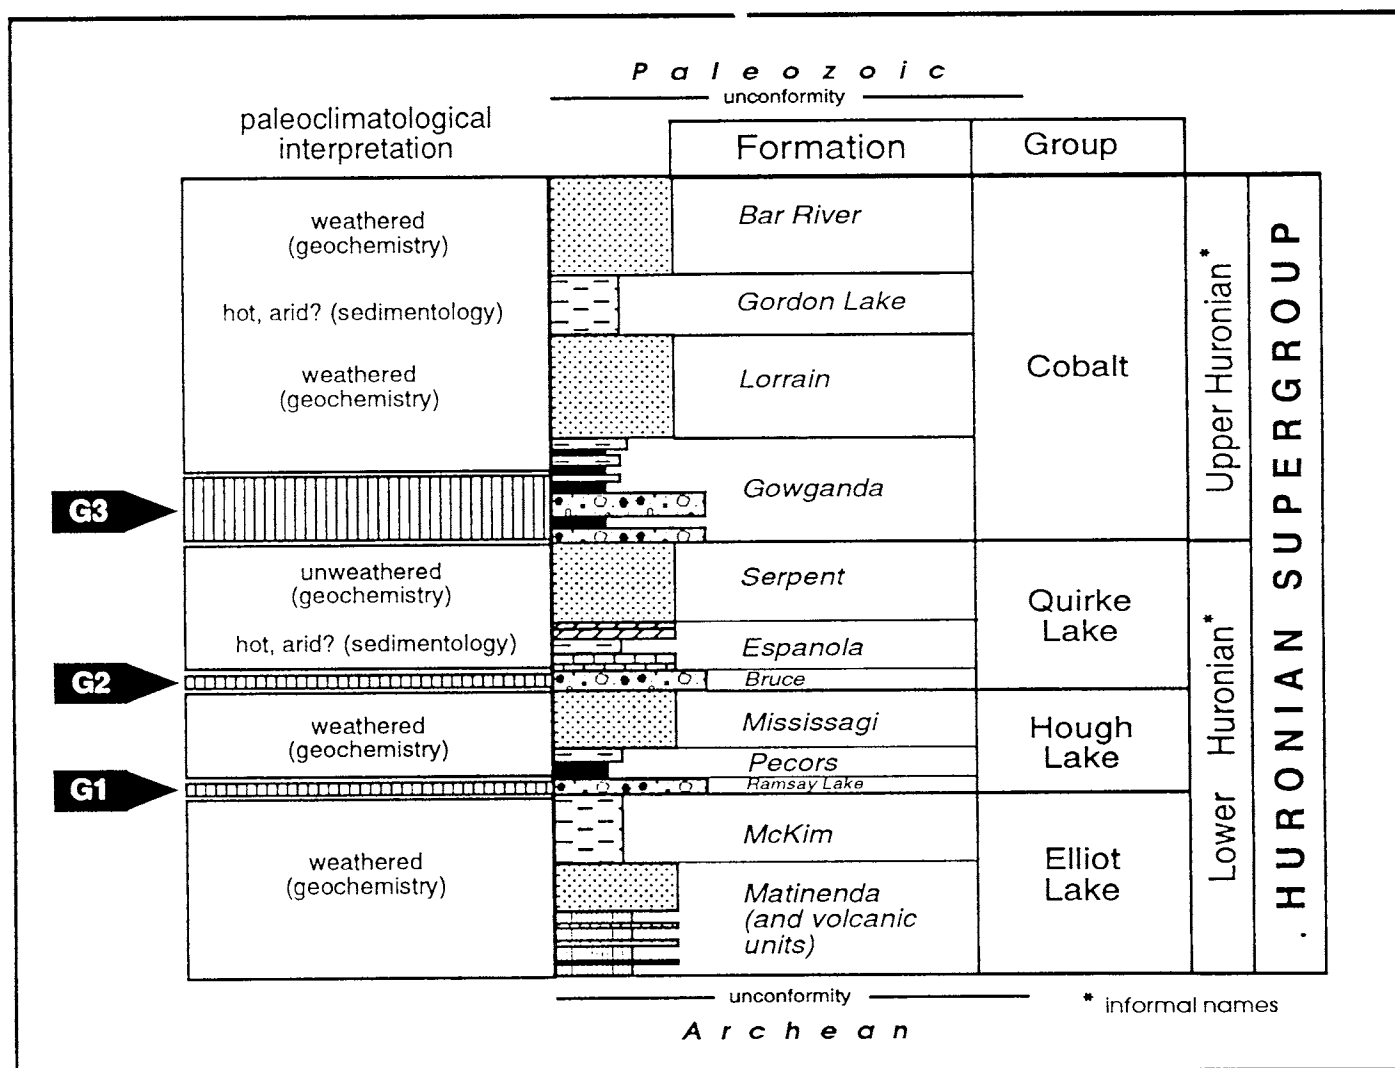 Paleozoic
unconformity
paleoclimatological
interpretation
Formation
Group
weathered
(geochemistry)
Bar River
hot, arid? (sedimentology)
Gordon Lake
weathered
(geochemistry)
Lorrain
Cobalt
Upper Huronian*
HURONIAN SUPERGROUP
G3
Gowganda
unweathered
(geochemistry)
Serpent
Quirke
Lake
hot, arid? (sedimentology)
Espanola
G2
Bruce
weathered
(geochemistry)
Mississagi
Hough
Lake
Pecors
G1
Ramsay Lake
Lower Huronian*
McKim
weathered
(geochemistry)
Elliot
Lake
Matinenda
(and volcanic
units)
unconformity
* informal names
Archean